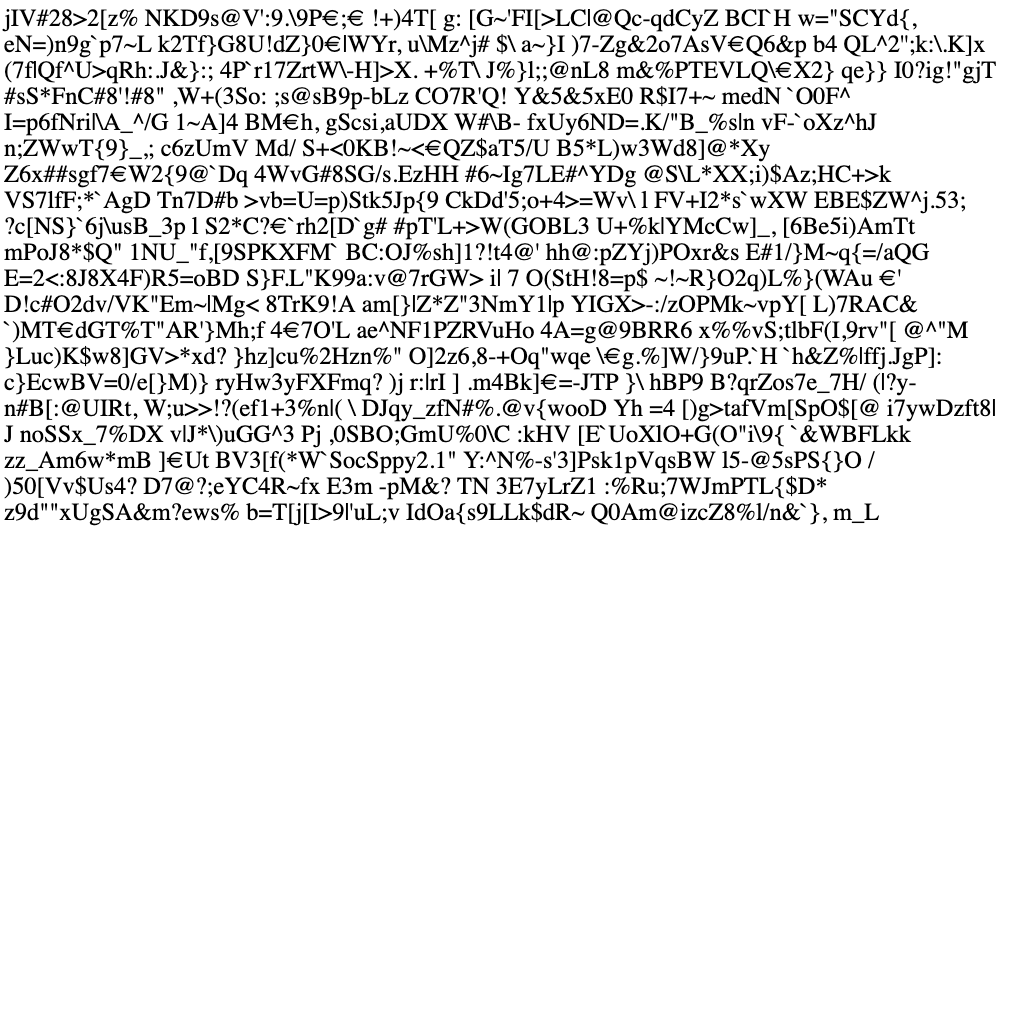 jIV#28>2[z% NKD9s@V':9.\9P€;€ !+)4T[ g: [G~'FI[>LC|@Qc-qdCyZ BCГH w="SCYd{,
eN=)n9g`p7~L k2Tf}G8U!dZ}0€|WYr, u\Mz^j# $\ a~}I )7-Zg&2o7AsV€Q6&p b4 QL^2";k:\.K]x
(7f|Qf^U>qRh:.J&}:; 4P`r17ZrtW\-H]>X. +%T\ J%}l;;@nL8 m&%PTEVLQ\€X2} qe}} I0?ig!"gjT
#sS*FnC#8'!#8" ,W+(3So: ;s@sB9p-bLz CO7R'Q! Y&5&5xE0 R$I7+~ medN `O0F^
I=p6fNri|\A_^/G 1~A]4 BM€h, gScsi,aUDX W#\B- fxUy6ND=.K/"B_%s|n vF-`oXz^hJ
n;ZWwT{9}_,; c6zUmV Md/ S+<0KB!~<€QZ$aT5/U B5*L)w3Wd8]@*Xy
Z6x##sgf7€W2{9@`Dq 4WvG#8SG/s.EzHH #6~Ig7LE#^YDg @S\L*XX;i)$Az;HC+>k
VS7lfF;*`AgD Tn7D#b >vb=U=p)Stk5Jp{9 CkDd'5;o+4>=Wv\ l FV+I2*s`wXW EBE$ZW^j.53;
?c[NS}`6j\usB_3p l S2*C?€`rh2[D`g# #pT'L+>W(GOBL3 U+%k|YMcCw]_, [6Be5i)AmTt
mPoJ8*$Q" 1NU_"f,[9SPKXFM` BC:OJ%sh]1?!t4@' hh@:pZYj)POxr&s E#1/}M~q{=/aQG
E=2<:8J8X4F)R5=oBD S}F.L"K99a:v@7rGW> i| 7 O(StH!8=p$ ~!~R}O2q)L%}(WAu €'
D!c#O2dv/VK"Em~|Mg< 8TrK9!A am[}|Z*Z"3NmY1|p YIGX>-:/zOPMk~vpY[ L)7RAC&
`)MT€dGT%T"AR'}Mh;f 4€7O'L ae^NF1PZRVuHo 4A=g@9BRR6 x%%vS;tlbF(I,9rv"[ @^"M
}Luc)K$w8]GV>*xd? }hz]cu%2Hzn%" O]2z6,8-+Oq"wqe \€g.%]W/}9uP.`H `h&Z%|ffj.JgP]:
c}EcwBV=0/e[}M)} ryHw3yFXFmq? )j r:|rI ] .m4Bk]€=-JTP }\ hBP9 B?qrZos7e_7H/ (|?y-
n#B[:@UIRt, W;u>>!?(ef1+3%n|( \ DJqy_zfN#%.@v{wooD Yh =4 [)g>tafVm[SpO$[@ i7ywDzft8|
J noSSx_7%DX v|J*\)uGG^3 Pj ,0SBO;GmU%0\C :kHV [E`UoXlO+G(O"i\9{ `&WBFLkk
zz_Am6w*mB ]€Ut BV3[f(*W`SocSppy2.1" Y:^N%-s'3]Psk1pVqsBW l5-@5sPS{}O /
)50[Vv$Us4? D7@?;eYC4R~fx E3m -pM&? TN 3E7yLrZ1 :%Ru;7WJmPTL{$D*
z9d""xUgSA&m?ews% b=T[j[I>9|'uL;v IdOa{s9LLk$dR~ Q0Am@izcZ8%l/n&`}, m_L